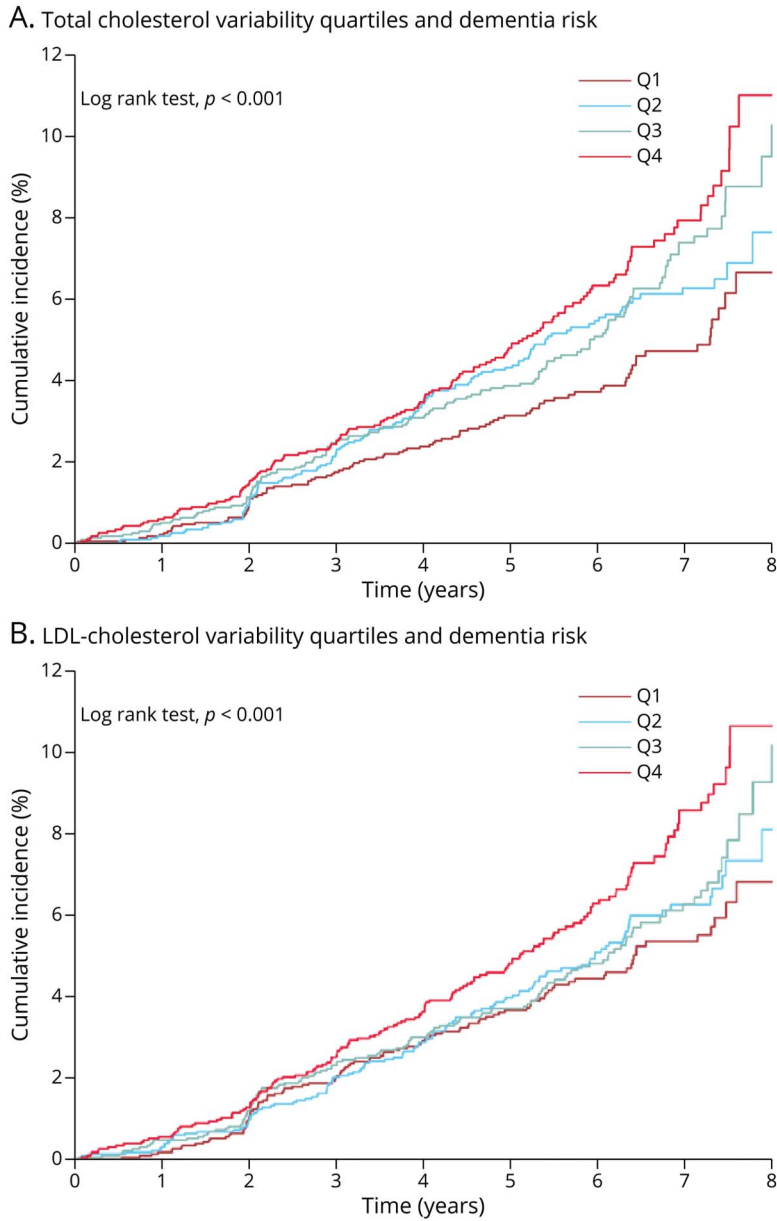 A. Total cholesterol variability quartiles and dementia risk
12
Log rank test, p < 0.001
Q1
Q2
Q3
Q4
10
8
6
4
2
0
Cumulative incidence (%)
0 1 2 3 4 5 6 7 8
Time (years)
B. LDL-cholesterol variability quartiles and dementia risk
12
Log rank test, p < 0.001
Q1
Q2
Q3
Q4
10
8
6
4
2
0
Cumulative incidence (%)
0 1 2 3 4 5 6 7 8
Time (years)